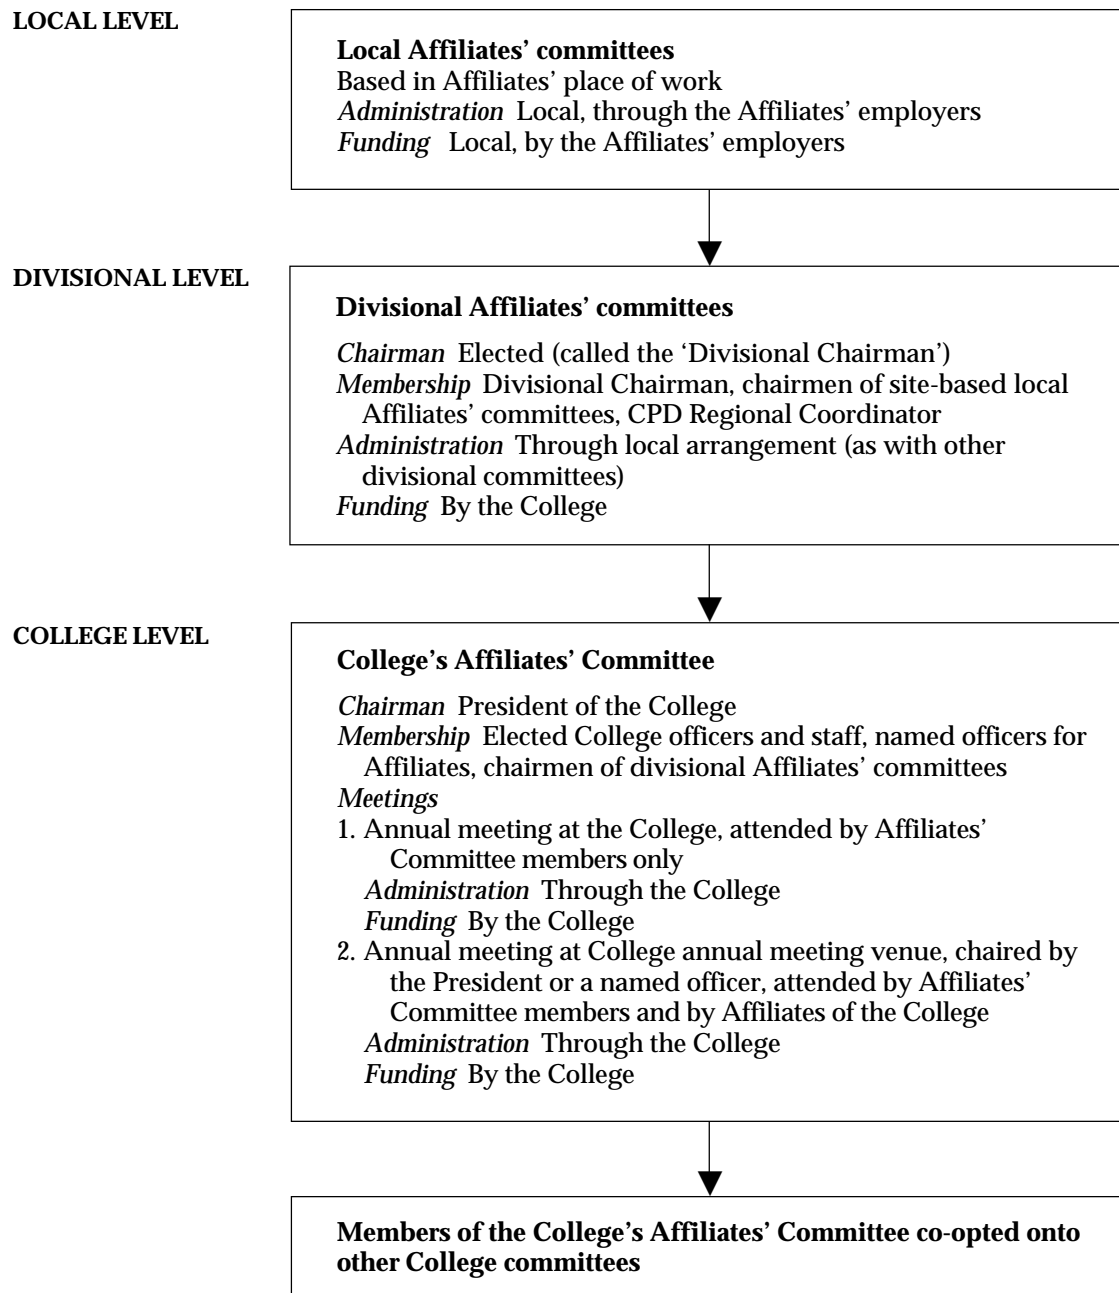 LOCAL LEVEL
Local Affiliates’ committees
Based in Affiliates’ place of work
Administration Local, through the Affiliates’ employers
Funding Local, by the Affiliates’ employers
DIVISIONAL LEVEL
Divisional Affiliates’ committees
Chairman Elected (called the ‘Divisional Chairman’)
Membership Divisional Chairman, chairmen of site-based local
Affiliates’ committees, CPD Regional Coordinator
Administration Through local arrangement (as with other
divisional committees)
Funding By the College
COLLEGE LEVEL
College’s Affiliates’ Committee
Chairman President of the College
Membership Elected College officers and staff, named officers for
Affiliates, chairmen of divisional Affiliates’ committees
Meetings
1. Annual meeting at the College, attended by Affiliates’
Committee members only
Administration Through the College
Funding By the College
2. Annual meeting at College annual meeting venue, chaired by
the President or a named officer, attended by Affiliates’
Committee members and by Affiliates of the College
Administration Through the College
Funding By the College
Members of the College’s Affiliates’ Committee co-opted onto
other College committees